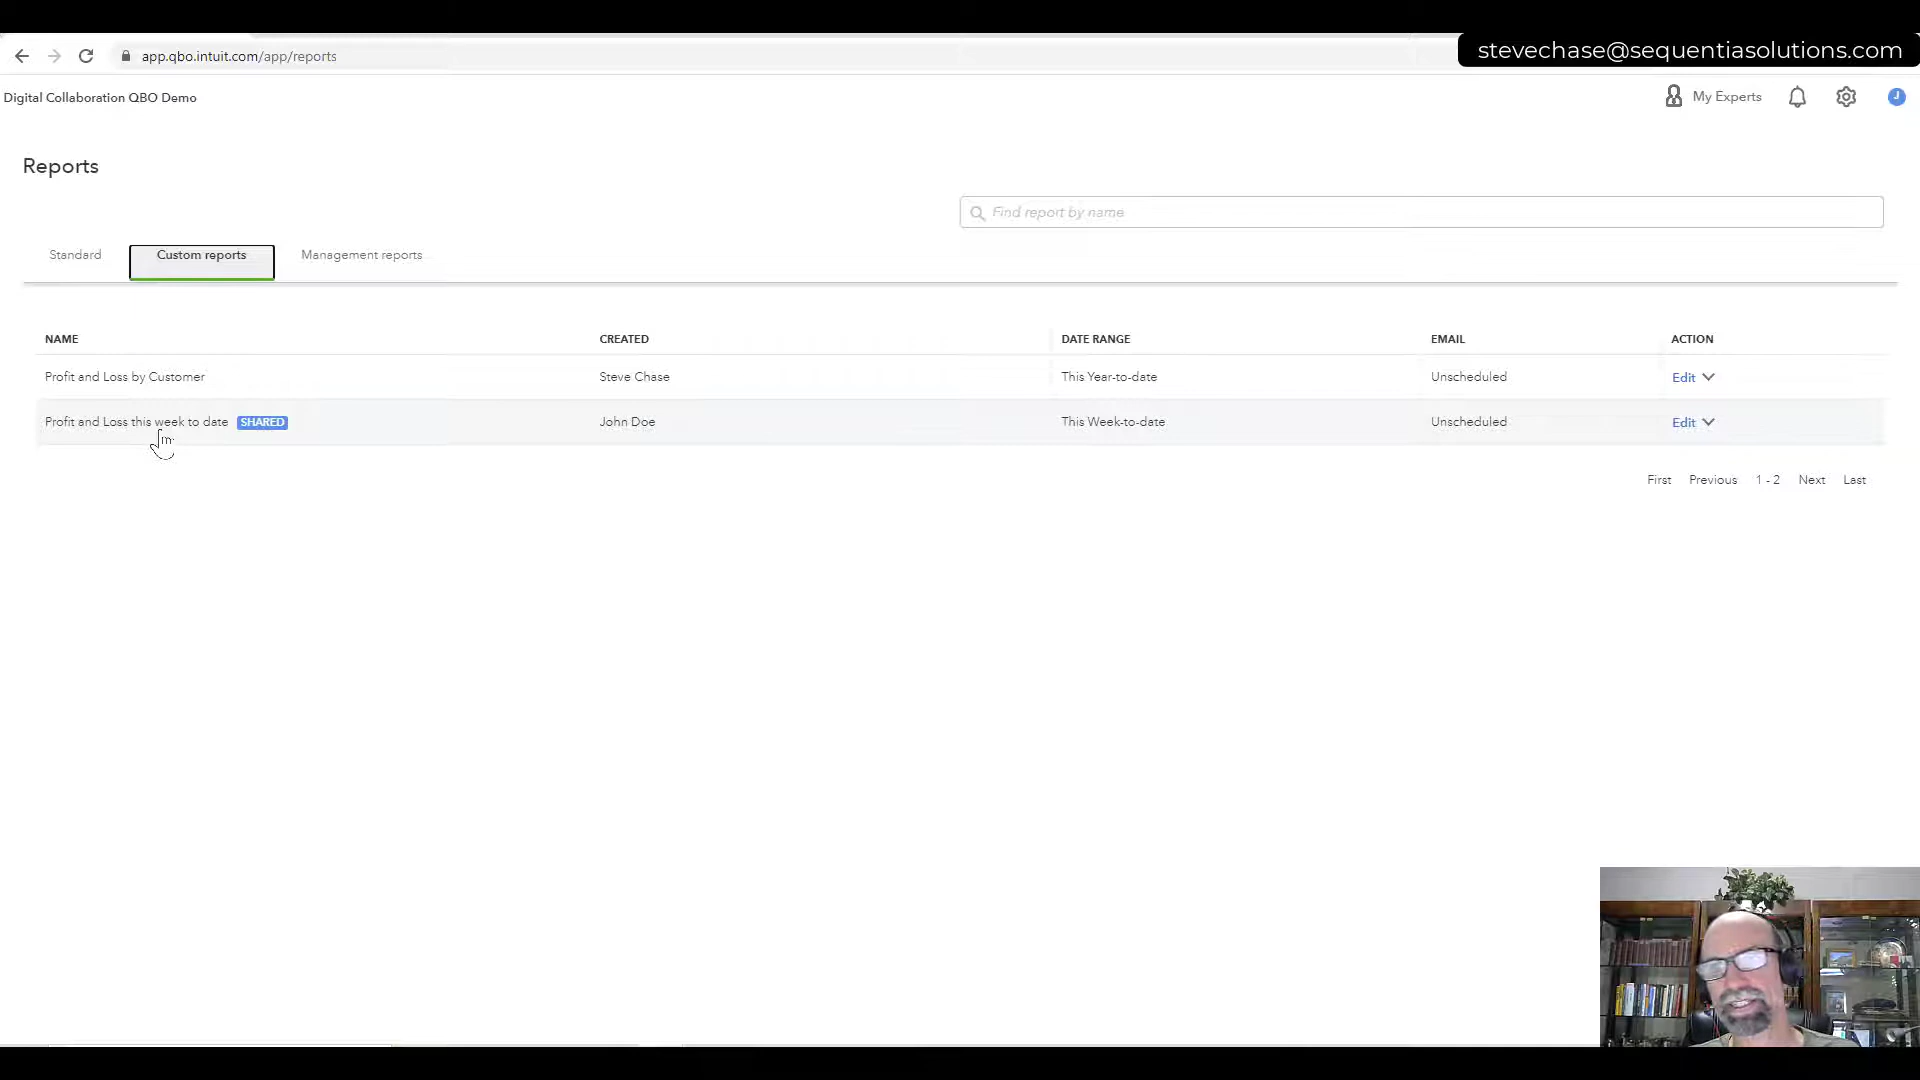 app.qbo.intuit.com/app/reports
stevechase@sequentiasolutions.com
Digital Collaboration QBO Demo
My Experts
J
Reports
Find report by name
Standard
Custom reports
Management reports
NAME CREATED DATE RANGE EMAIL ACTION
Profit and Loss by Customer Steve Chase This Year-to-date Unscheduled Edit
Profit and Loss this week to date SHARED John Doe This Week-to-date Unscheduled Edit
First Previous 1 - 2 Next Last